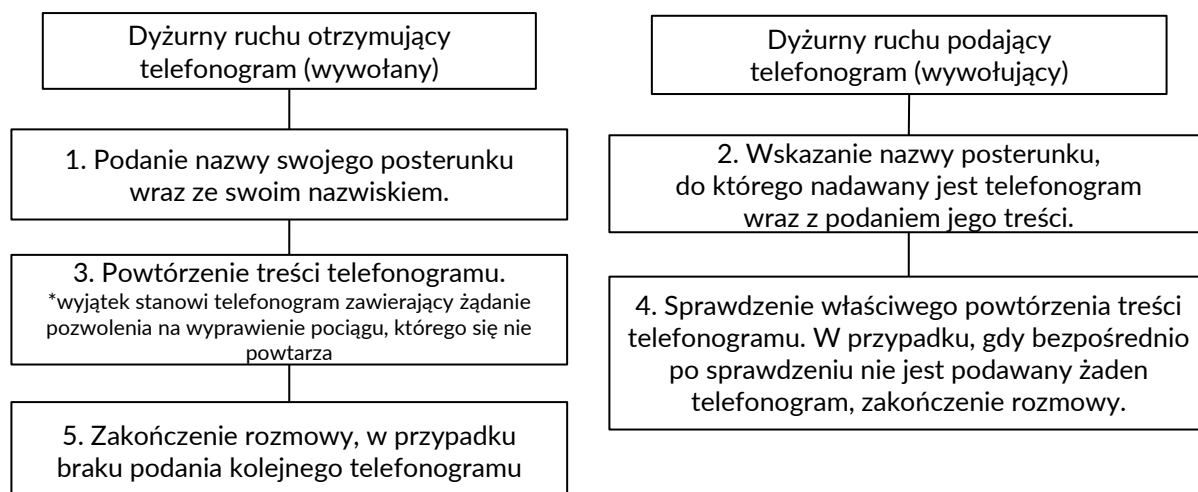 Dyżurny ruchu otrzymujący
telefonogram (wywołany)
Dyżurny ruchu podający
telefonogram (wywołujący)
1. Podanie nazwy swojego posterunku
wraz ze swoim nazwiskiem.
2. Wskazanie nazwy posterunku,
do którego nadawany jest telefonogram
wraz z podaniem jego treści.
3. Powtórzenie treści telefonogramu.
*wyjątek stanowi telefonogram zawierający żądanie
pozwolenia na wyprawienie pociągu, którego się nie
powtarza
4. Sprawdzenie właściwego powtórzenia treści
telefonogramu. W przypadku, gdy bezpośrednio
po sprawdzeniu nie jest podawany żaden
telefonogram, zakończenie rozmowy.
5. Zakończenie rozmowy, w przypadku
braku podania kolejnego telefonogramu